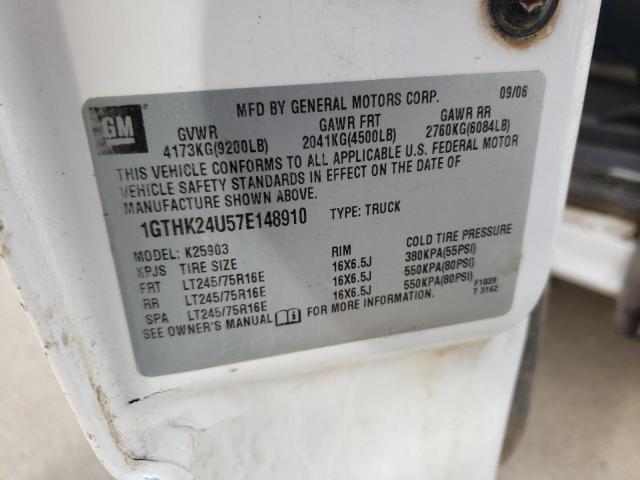 GM
MFD BY GENERAL MOTORS CORP. 09/06
GVWR GAWR FRT GAWR RR
4173KG(9200LB) 2041KG(4500LB) 2760KG(6084LB)
THIS VEHICLE CONFORMS TO ALL APPLICABLE U.S. FEDERAL MOTOR
VEHICLE SAFETY STANDARDS IN EFFECT ON THE DATE OF
MANUFACTURE SHOWN ABOVE.
1GTHK24U57E148910 TYPE: TRUCK
MODEL: K25903
KPJS TIRE SIZE RIM COLD TIRE PRESSURE
FRT LT245/75R16E 16X6.5J 380KPA(55PSI)
RR LT245/75R16E 16X6.5J 550KPA(80PSI)
SPA LT245/75R16E 16X6.5J 550KPA(80PSI)
SEE OWNER'S MANUAL FOR MORE INFORMATION.
F1039
T 3162